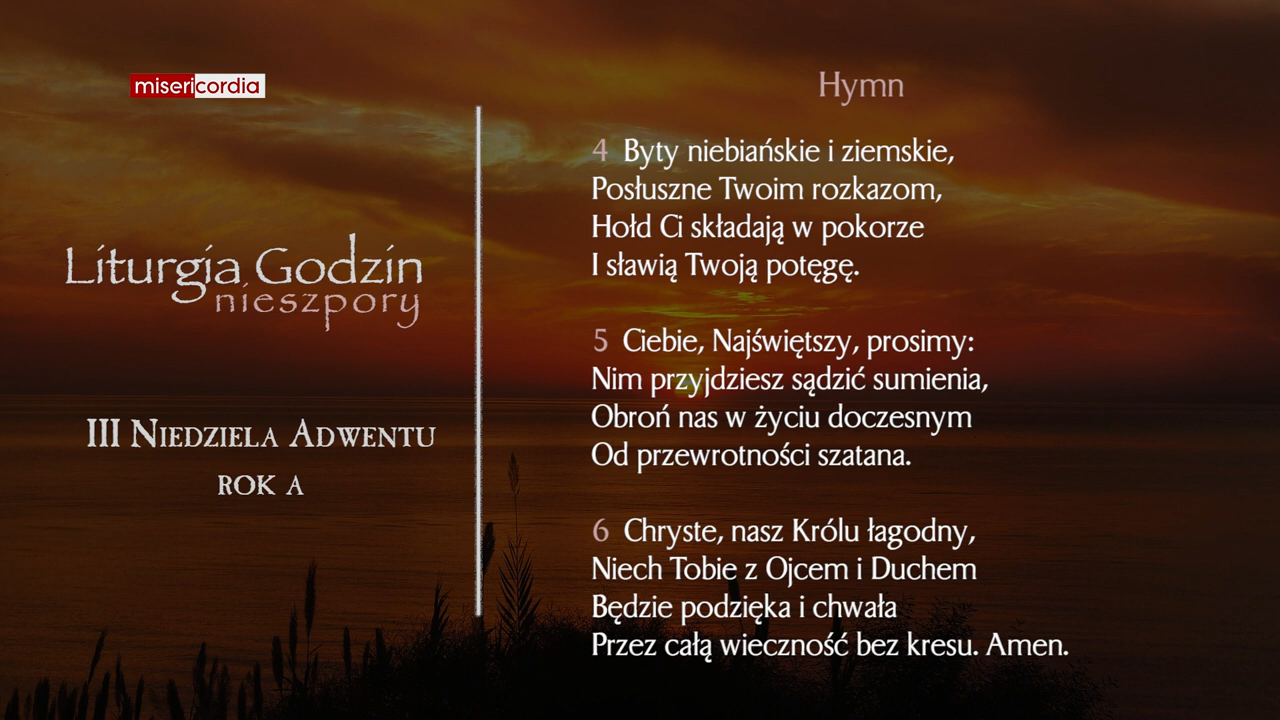 misericordia
Liturgia Godzin
nieszpory
III Niedziela Adwentu
rok A
Hymn
4 Byty niebiańskie i ziemskie,
Posłuszne Twoim rozkazom,
Hołd Ci składają w pokorze
I sławią Twoją potęgę.
5 Ciebie, Najświętszy, prosimy:
Nim przyjdziesz sądzić sumienia,
Obroń nas w życiu doczesnym
Od przewrotności szatana.
6 Chryste, nasz Królu łagodny,
Niech Tobie z Ojcem i Duchem
Będzie podzięka i chwała
Przez całą wieczność bez kresu. Amen.